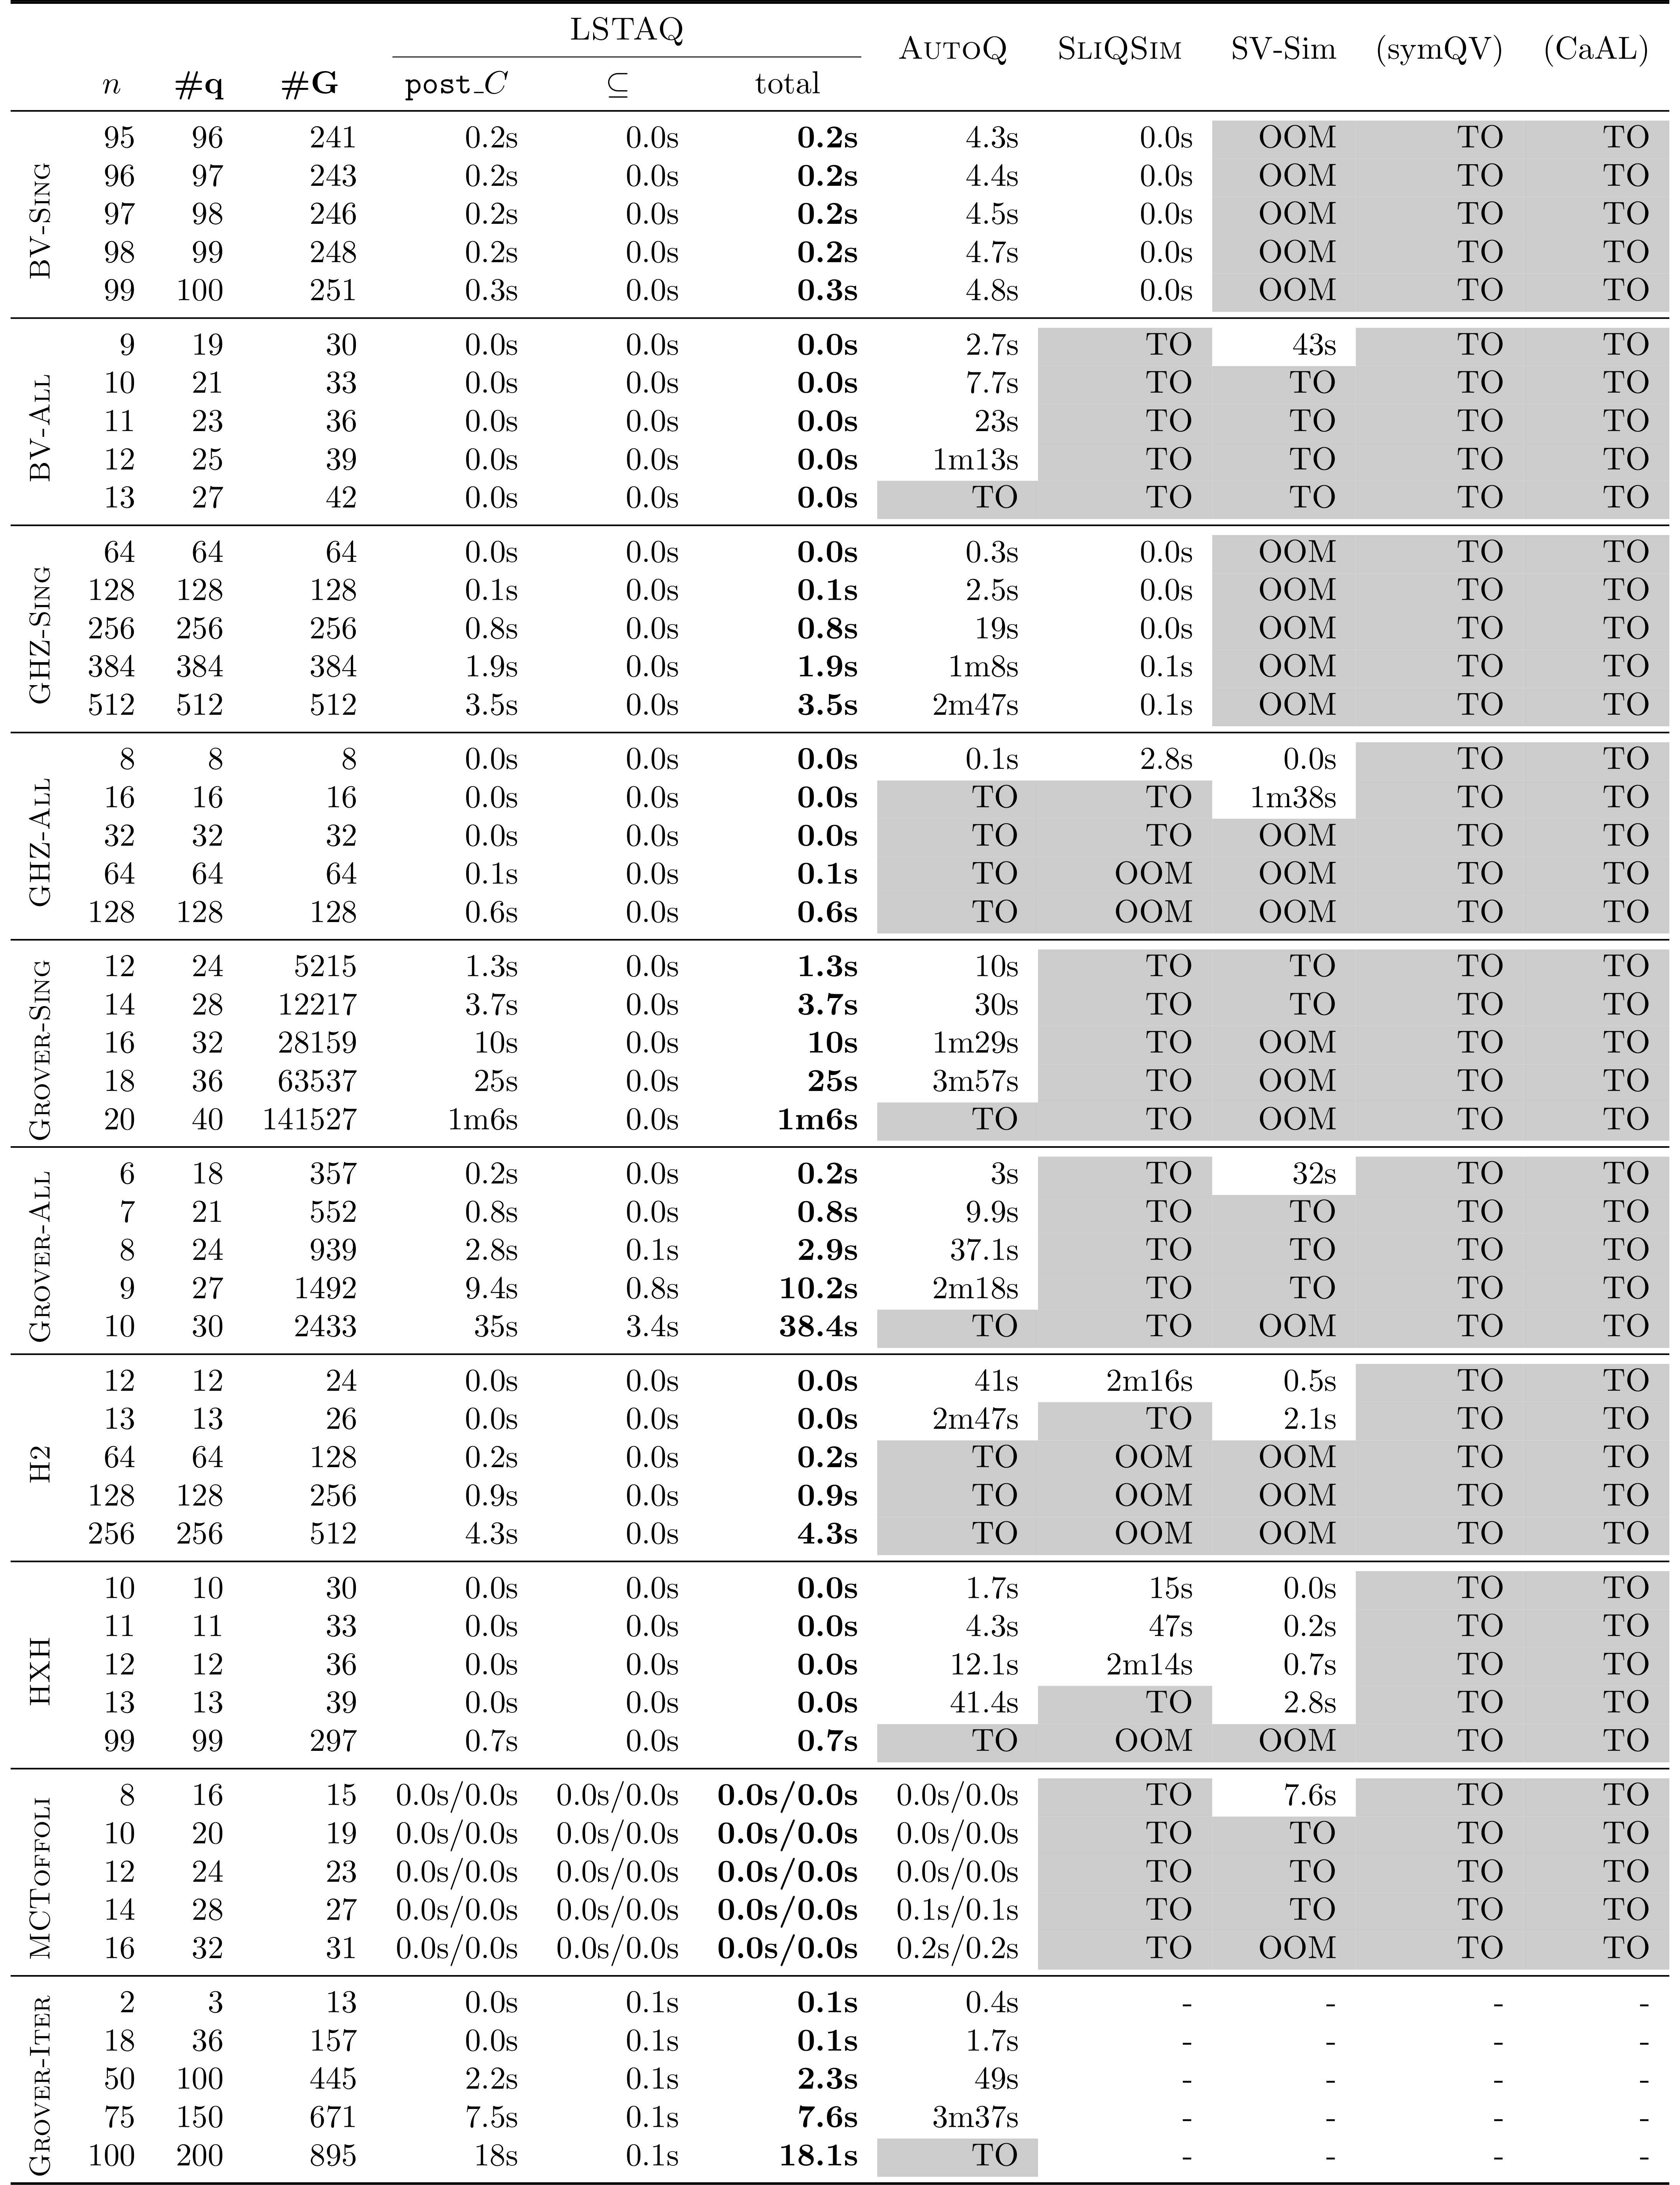 LSTAQ AUTOQ SLIQSIM SV-Sim (symQV) (CaAL)
n #q #G post_C ⊆ total
BV-SING
95 96 241 0.2s 0.0s 0.2s 4.3s 0.0s OOM TO TO
96 97 243 0.2s 0.0s 0.2s 4.4s 0.0s OOM TO TO
97 98 246 0.2s 0.0s 0.2s 4.5s 0.0s OOM TO TO
98 99 248 0.2s 0.0s 0.2s 4.7s 0.0s OOM TO TO
99 100 251 0.3s 0.0s 0.3s 4.8s 0.0s OOM TO TO
BV-ALL
9 19 30 0.0s 0.0s 0.0s 2.7s TO 43s TO TO
10 21 33 0.0s 0.0s 0.0s 7.7s TO TO TO TO
11 23 36 0.0s 0.0s 0.0s 23s TO TO TO TO
12 25 39 0.0s 0.0s 0.0s 1m13s TO TO TO TO
13 27 42 0.0s 0.0s 0.0s TO TO TO TO TO
GHZ-SING
64 64 64 0.0s 0.0s 0.0s 0.3s 0.0s OOM TO TO
128 128 128 0.1s 0.0s 0.1s 2.5s 0.0s OOM TO TO
256 256 256 0.8s 0.0s 0.8s 19s 0.0s OOM TO TO
384 384 384 1.9s 0.0s 1.9s 1m8s 0.1s OOM TO TO
512 512 512 3.5s 0.0s 3.5s 2m47s 0.1s OOM TO TO
GHZ-ALL
8 8 8 0.0s 0.0s 0.0s 0.1s 2.8s 0.0s TO TO
16 16 16 0.0s 0.0s 0.0s TO TO 1m38s TO TO
32 32 32 0.0s 0.0s 0.0s TO TO OOM TO TO
64 64 64 0.1s 0.0s 0.1s TO OOM OOM TO TO
128 128 128 0.6s 0.0s 0.6s TO OOM OOM TO TO
GROVER-SING
12 24 5215 1.3s 0.0s 1.3s 10s TO TO TO TO
14 28 12217 3.7s 0.0s 3.7s 30s TO TO TO TO
16 32 28159 10s 0.0s 10s 1m29s TO OOM TO TO
18 36 63537 25s 0.0s 25s 3m57s TO OOM TO TO
20 40 141527 1m6s 0.0s 1m6s TO TO OOM TO TO
GROVER-ALL
6 18 357 0.2s 0.0s 0.2s 3s TO 32s TO TO
7 21 552 0.8s 0.0s 0.8s 9.9s TO TO TO TO
8 24 939 2.8s 0.1s 2.9s 37.1s TO TO TO TO
9 27 1492 9.4s 0.8s 10.2s 2m18s TO TO TO TO
10 30 2433 35s 3.4s 38.4s TO TO OOM TO TO
H2
12 12 24 0.0s 0.0s 0.0s 41s 2m16s 0.5s TO TO
13 13 26 0.0s 0.0s 0.0s 2m47s TO 2.1s TO TO
64 64 128 0.2s 0.0s 0.2s TO OOM OOM TO TO
128 128 256 0.9s 0.0s 0.9s TO OOM OOM TO TO
256 256 512 4.3s 0.0s 4.3s TO OOM OOM TO TO
HXH
10 10 30 0.0s 0.0s 0.0s 1.7s 15s 0.0s TO TO
11 11 33 0.0s 0.0s 0.0s 4.3s 47s 0.2s TO TO
12 12 36 0.0s 0.0s 0.0s 12.1s 2m14s 0.7s TO TO
13 13 39 0.0s 0.0s 0.0s 41.4s TO 2.8s TO TO
99 99 297 0.7s 0.0s 0.7s TO OOM OOM TO TO
MCTOFFOLI
8 16 15 0.0s/0.0s 0.0s/0.0s 0.0s/0.0s 0.0s/0.0s TO 7.6s TO TO
10 20 19 0.0s/0.0s 0.0s/0.0s 0.0s/0.0s 0.0s/0.0s TO TO TO TO
12 24 23 0.0s/0.0s 0.0s/0.0s 0.0s/0.0s 0.0s/0.0s TO TO TO TO
14 28 27 0.0s/0.0s 0.0s/0.0s 0.0s/0.0s 0.1s/0.1s TO TO TO TO
16 32 31 0.0s/0.0s 0.0s/0.0s 0.0s/0.0s 0.2s/0.2s TO OOM TO TO
GROVER-ITER
2 3 13 0.0s 0.1s 0.1s 0.4s - - - -
18 36 157 0.0s 0.1s 0.1s 1.7s - - - -
50 100 445 2.2s 0.1s 2.3s 49s - - - -
75 150 671 7.5s 0.1s 7.6s 3m37s - - - -
100 200 895 18s 0.1s 18.1s TO - - - -